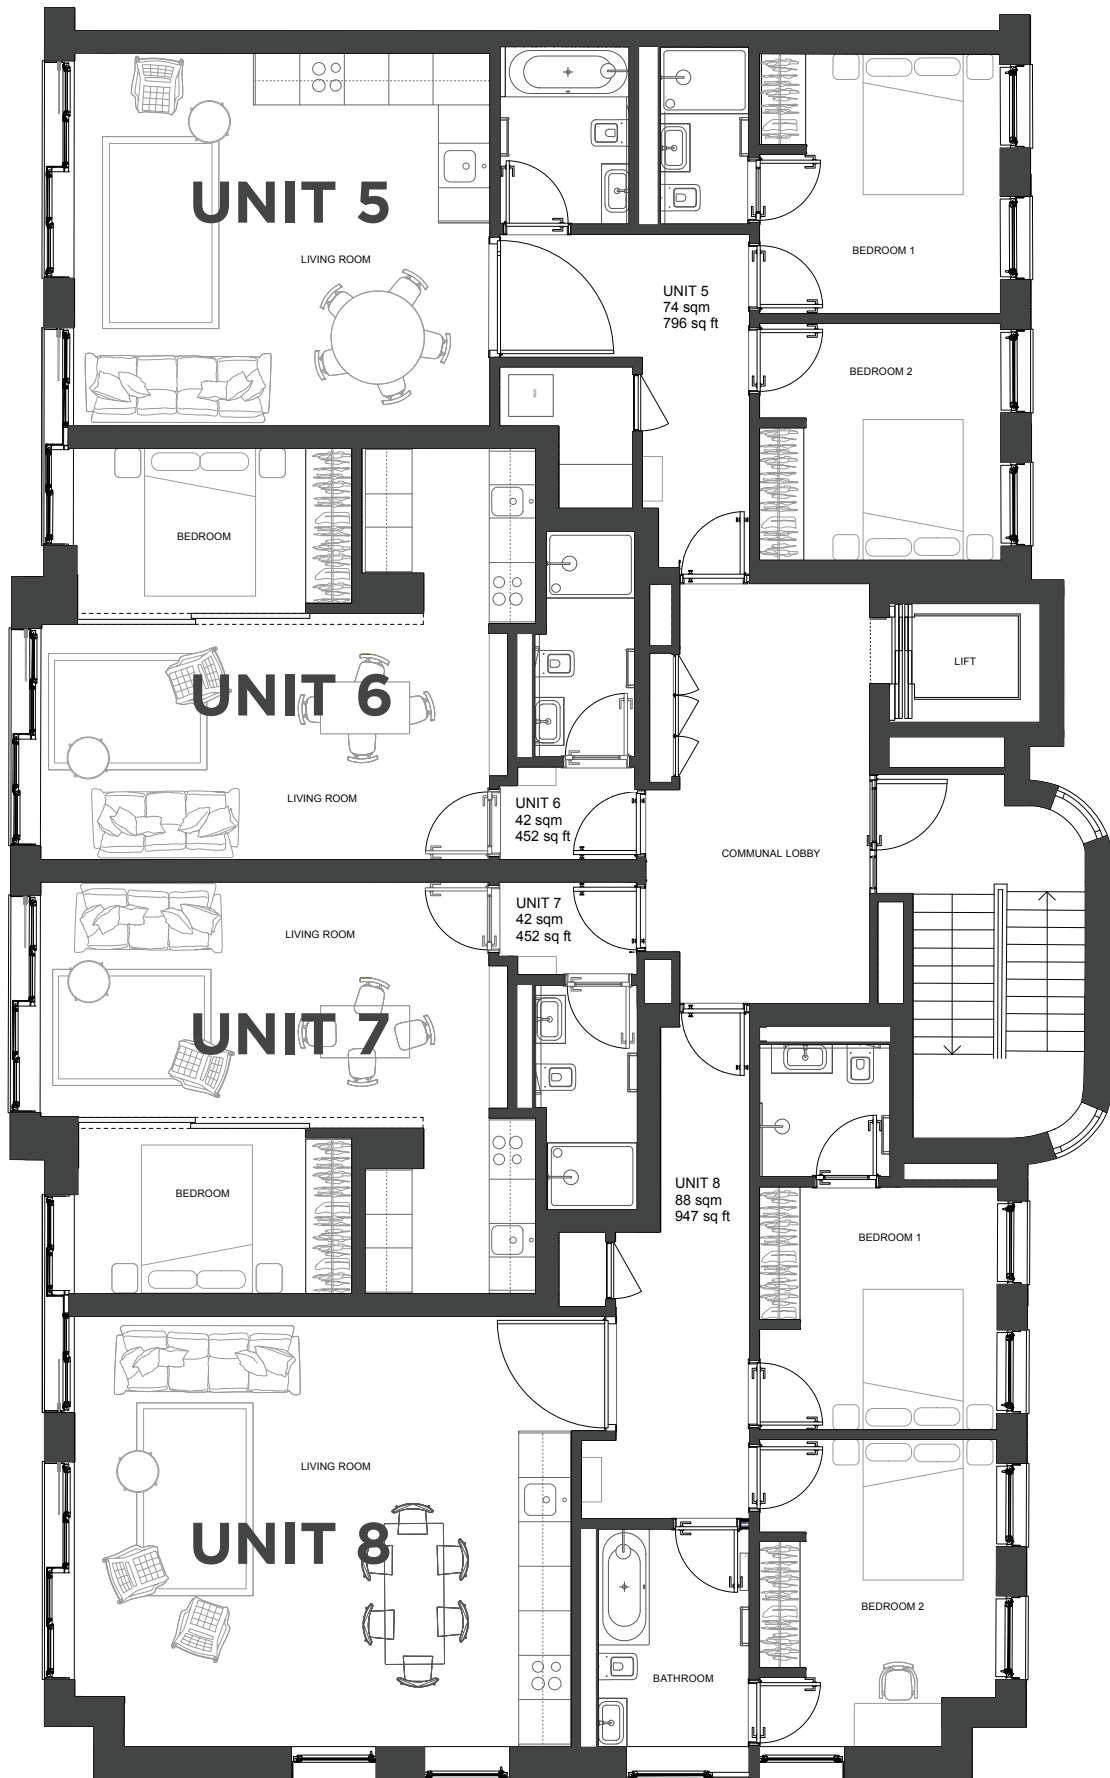 UNIT 5
LIVING ROOM
UNIT 5
74 sqm
796 sq ft
BEDROOM 1
BEDROOM 2
BEDROOM
UNIT 6
LIVING ROOM
UNIT 6
42 sqm
452 sq ft
LIFT
COMMUNAL LOBBY
UNIT 7
42 sqm
452 sq ft
LIVING ROOM
UNIT 7
BEDROOM
UNIT 8
88 sqm
947 sq ft
BEDROOM 1
LIVING ROOM
UNIT 8
BATHROOM
BEDROOM 2